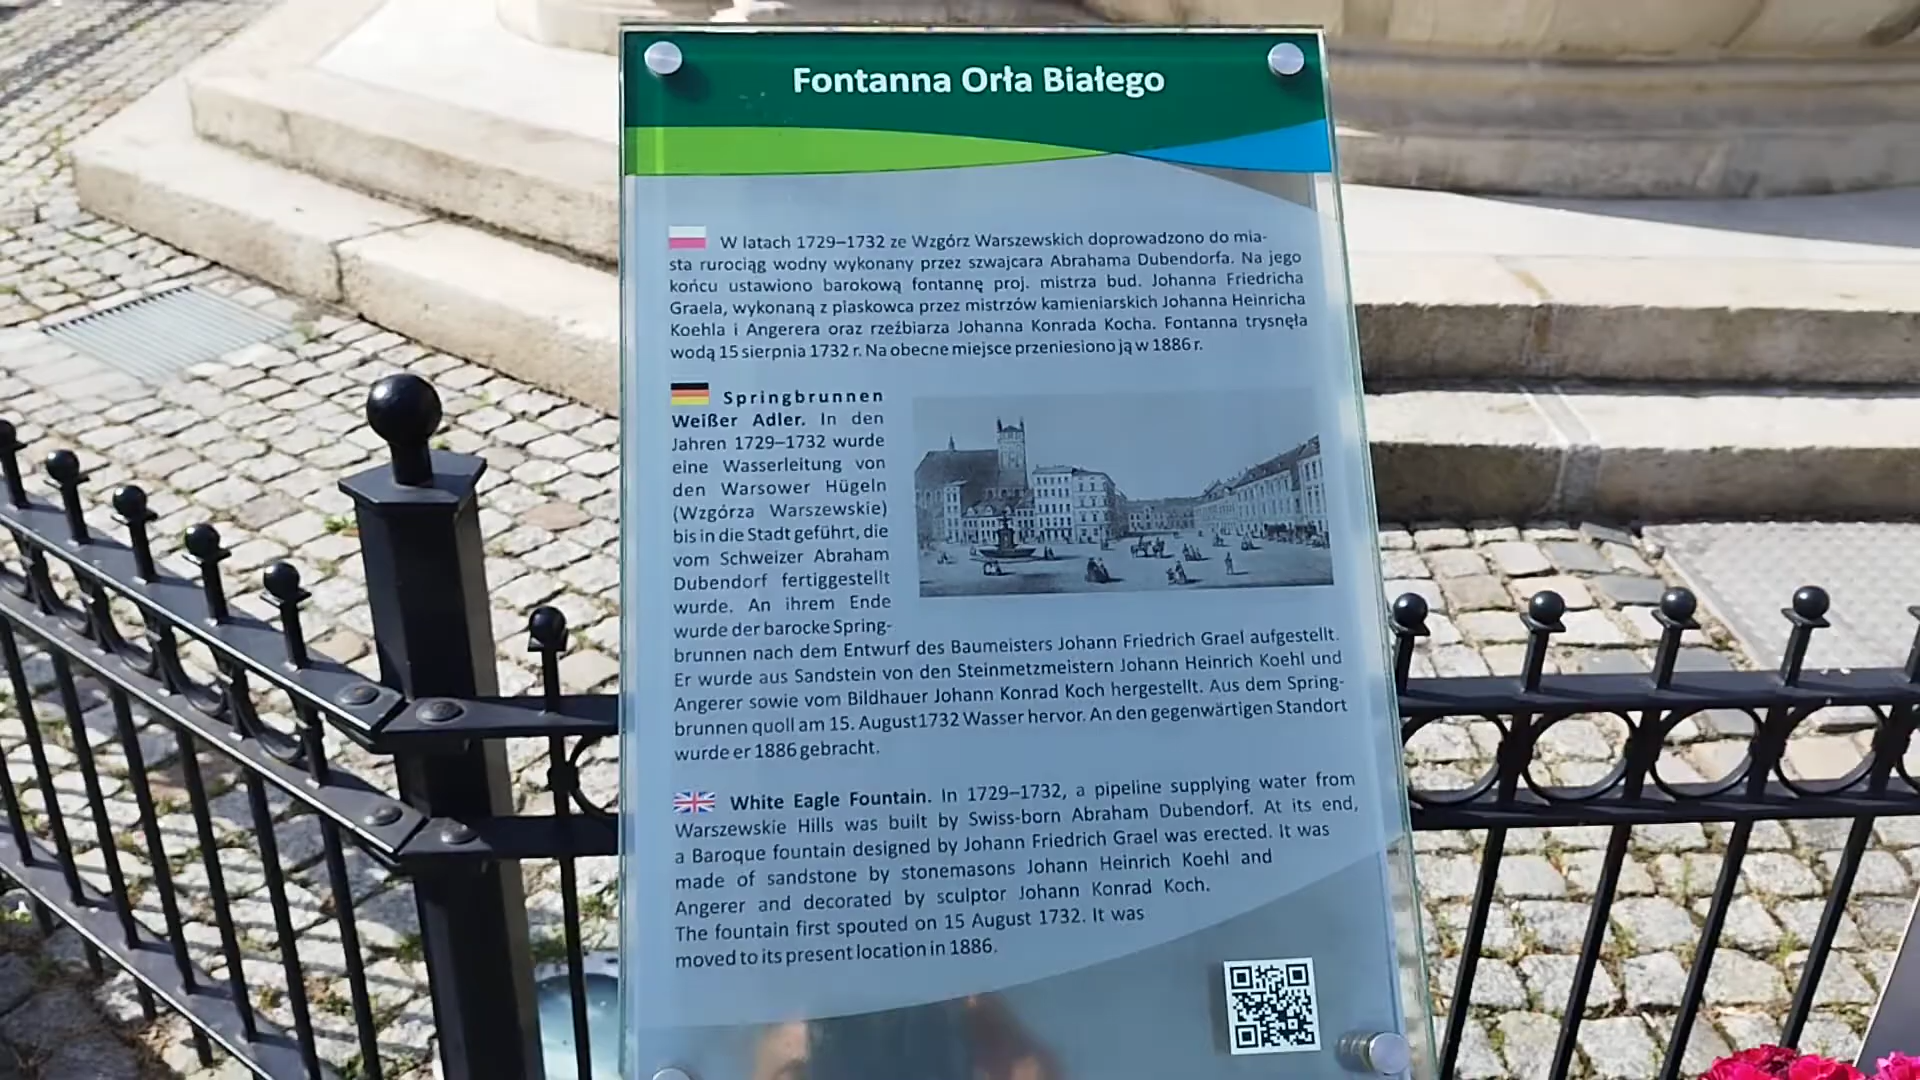 Fontanna Orła Białego
W latach 1729–1732 ze Wzgórz Warszewskich doprowadzono do mia-
sta rurociąg wodny wykonany przez szwajcara Abrahama Dubendorfa. Na jego
końcu ustawiono barokową fontannę proj. mistrza bud. Johanna Friedricha
Graela, wykonaną z piaskowca przez mistrzów kamieniarskich Johanna Heinricha
Koehla i Angerera oraz rzeźbiarza Johanna Konrada Kocha. Fontanna trysnęła
wodą 15 sierpnia 1732 r. Na obecne miejsce przeniesiono ją w 1886 r.
Springbrunnen
Weißer Adler. In den
Jahren 1729–1732 wurde
eine Wasserleitung von
den Warsower Hügeln
(Wzgórza Warszewskie)
bis in die Stadt geführt, die
vom Schweizer Abraham
Dubendorf fertiggestellt
wurde. An ihrem Ende
wurde der barocke Spring-
brunnen nach dem Entwurf des Baumeisters Johann Friedrich Grael aufgestellt.
Er wurde aus Sandstein von den Steinmetzmeistern Johann Heinrich Koehl und
Angerer sowie vom Bildhauer Johann Konrad Koch hergestellt. Aus dem Spring-
brunnen quoll am 15. August1732 Wasser hervor. An den gegenwärtigen Standort
wurde er 1886 gebracht.
White Eagle Fountain. In 1729–1732, a pipeline supplying water from
Warszewskie Hills was built by Swiss-born Abraham Dubendorf. At its end,
a Baroque fountain designed by Johann Friedrich Grael was erected. It was
made of sandstone by stonemasons Johann Heinrich Koehl and
Angerer and decorated by sculptor Johann Konrad Koch.
The fountain first spouted on 15 August 1732. It was
moved to its present location in 1886.